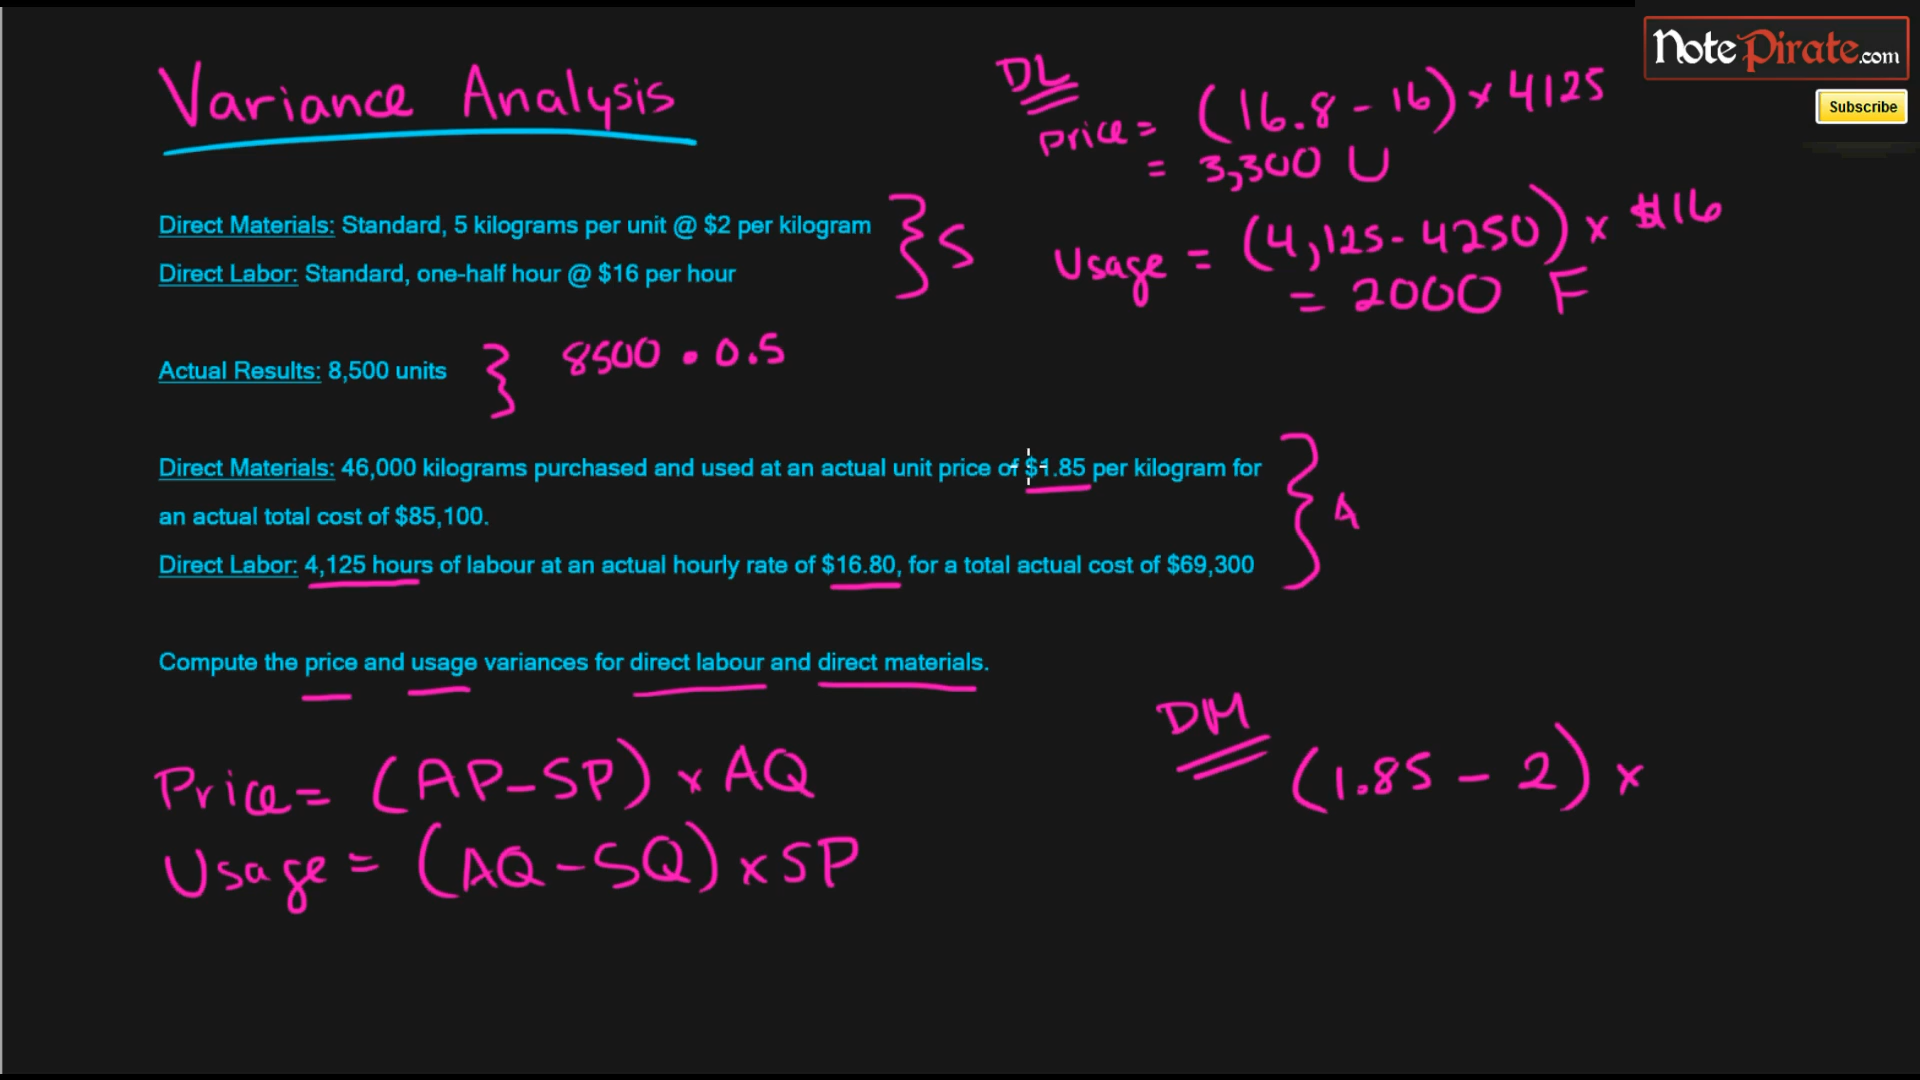 NotePirate.com
Subscribe
Variance Analysis
Direct Materials: Standard, 5 kilograms per unit @ $2 per kilogram
Direct Labor: Standard, one-half hour @ $16 per hour
} S
Actual Results: 8,500 units } 8500 • 0.5
Direct Materials: 46,000 kilograms purchased and used at an actual unit price of $1.85 per kilogram for
an actual total cost of $85,100.
Direct Labor: 4,125 hours of labour at an actual hourly rate of $16.80, for a total actual cost of $69,300
} A
Compute the price and usage variances for direct labour and direct materials.
Price = (AP-SP) x AQ
Usage = (AQ-SQ) x SP
DL
Price = (16.8 - 16) x 4125
= 3,300 U
Usage = (4,125 - 4250) x $16
= 2000 F
DM
(1.85 - 2) x